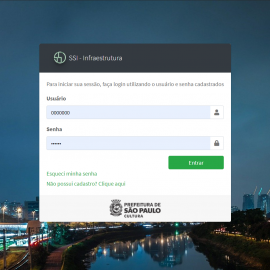 SSI - Infraestrutura
Para iniciar sua sessão, faça login utilizando o usuário e senha cadastrados
Usuário
0000000
Senha
••••••
Entrar
Esqueci minha senha
Não possui cadastro? Clique aqui
PREFEITURA DE
SÃO PAULO
CULTURA